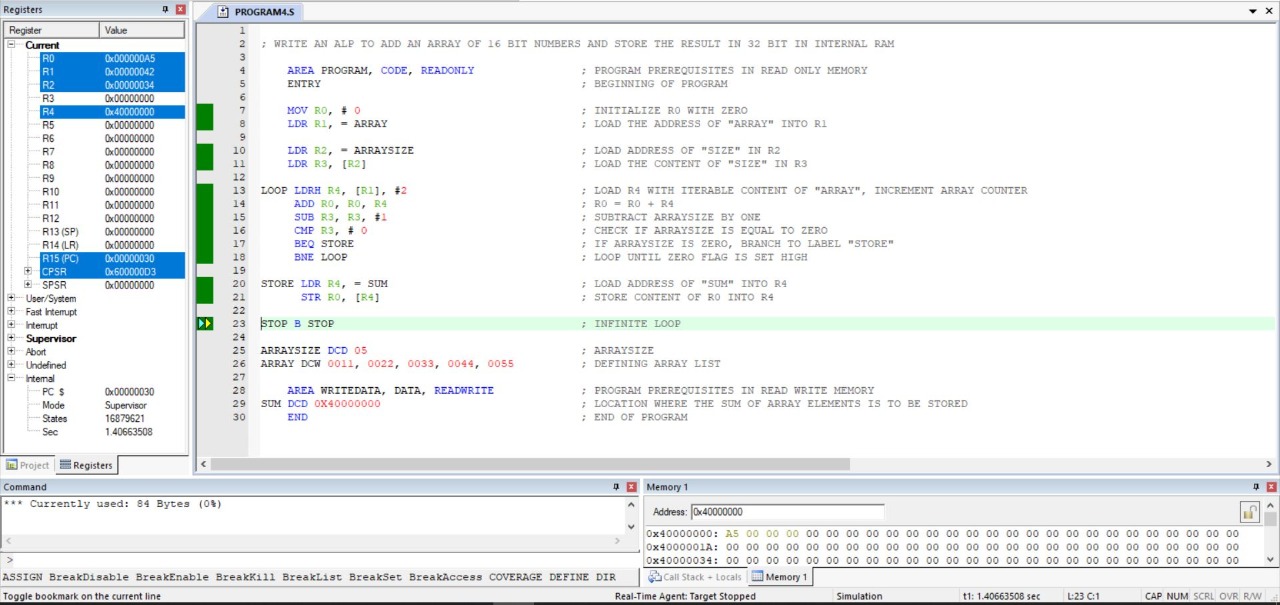 Registers
Register Value
Current
R0 0x000000A5
R1 0x00000042
R2 0x00000034
R3 0x00000000
R4 0x40000000
R5 0x00000000
R6 0x00000000
R7 0x00000000
R8 0x00000000
R9 0x00000000
R10 0x00000000
R11 0x00000000
R12 0x00000000
R13 (SP) 0x00000000
R14 (LR) 0x00000000
R15 (PC) 0x00000030
CPSR 0x600000D3
SPSR 0x00000000
User/System
Fast Interrupt
Interrupt
Supervisor
Abort
Undefined
Internal
PC $ 0x00000030
Mode Supervisor
States 16879621
Sec 1.40663508
Project Registers
PROGRAM4.S
1
2 ; WRITE AN ALP TO ADD AN ARRAY OF 16 BIT NUMBERS AND STORE THE RESULT IN 32 BIT IN INTERNAL RAM
3
4 AREA PROGRAM, CODE, READONLY ; PROGRAM PREREQUISITES IN READ ONLY MEMORY
5 ENTRY ; BEGINNING OF PROGRAM
6
7 MOV R0, # 0 ; INITIALIZE R0 WITH ZERO
8 LDR R1, = ARRAY ; LOAD THE ADDRESS OF "ARRAY" INTO R1
9
10 LDR R2, = ARRAYSIZE ; LOAD ADDRESS OF "SIZE" IN R2
11 LDR R3, [R2] ; LOAD THE CONTENT OF "SIZE" IN R3
12
13 LOOP LDRH R4, [R1], #2 ; LOAD R4 WITH ITERABLE CONTENT OF "ARRAY", INCREMENT ARRAY COUNTER
14 ADD R0, R0, R4 ; R0 = R0 + R4
15 SUB R3, R3, #1 ; SUBTRACT ARRAYSIZE BY ONE
16 CMP R3, # 0 ; CHECK IF ARRAYSIZE IS EQUAL TO ZERO
17 BEQ STORE ; IF ARRAYSIZE IS ZERO, BRANCH TO LABEL "STORE"
18 BNE LOOP ; LOOP UNTIL ZERO FLAG IS SET HIGH
19
20 STORE LDR R4, = SUM ; LOAD ADDRESS OF "SUM" INTO R4
21 STR R0, [R4] ; STORE CONTENT OF R0 INTO R4
22
23 STOP B STOP ; INFINITE LOOP
24
25 ARRAYSIZE DCD 05 ; ARRAYSIZE
26 ARRAY DCW 0011, 0022, 0033, 0044, 0055 ; DEFINING ARRAY LIST
27
28 AREA WRITEDATA, DATA, READWRITE ; PROGRAM PREREQUISITES IN READ WRITE MEMORY
29 SUM DCD 0X40000000 ; LOCATION WHERE THE SUM OF ARRAY ELEMENTS IS TO BE STORED
30 END ; END OF PROGRAM
Command
*** Currently used: 84 Bytes (0%)
>
ASSIGN BreakDisable BreakEnable BreakKill BreakList BreakSet BreakAccess COVERAGE DEFINE DIR
Memory 1
Address: 0x40000000
0x40000000: A5 00 00 00 00 00 00 00 00 00 00 00 00 00 00 00 00 00 00 00 00 00 00 00 00 00
0x4000001A: 00 00 00 00 00 00 00 00 00 00 00 00 00 00 00 00 00 00 00 00 00 00 00 00 00 00
0x40000034: 00 00 00 00 00 00 00 00 00 00 00 00 00 00 00 00 00 00 00 00 00 00 00 00 00 00
Call Stack + Locals Memory 1
Toggle bookmark on the current line Real-Time Agent: Target Stopped Simulation t1: 1.40663508 sec L:23 C:1 CAP NUM SCRL OVR R/W